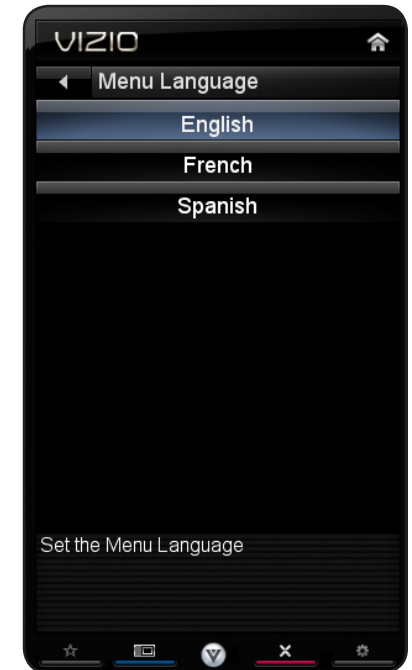 VIZIO
Menu Language
English
French
Spanish
Set the Menu Language
V